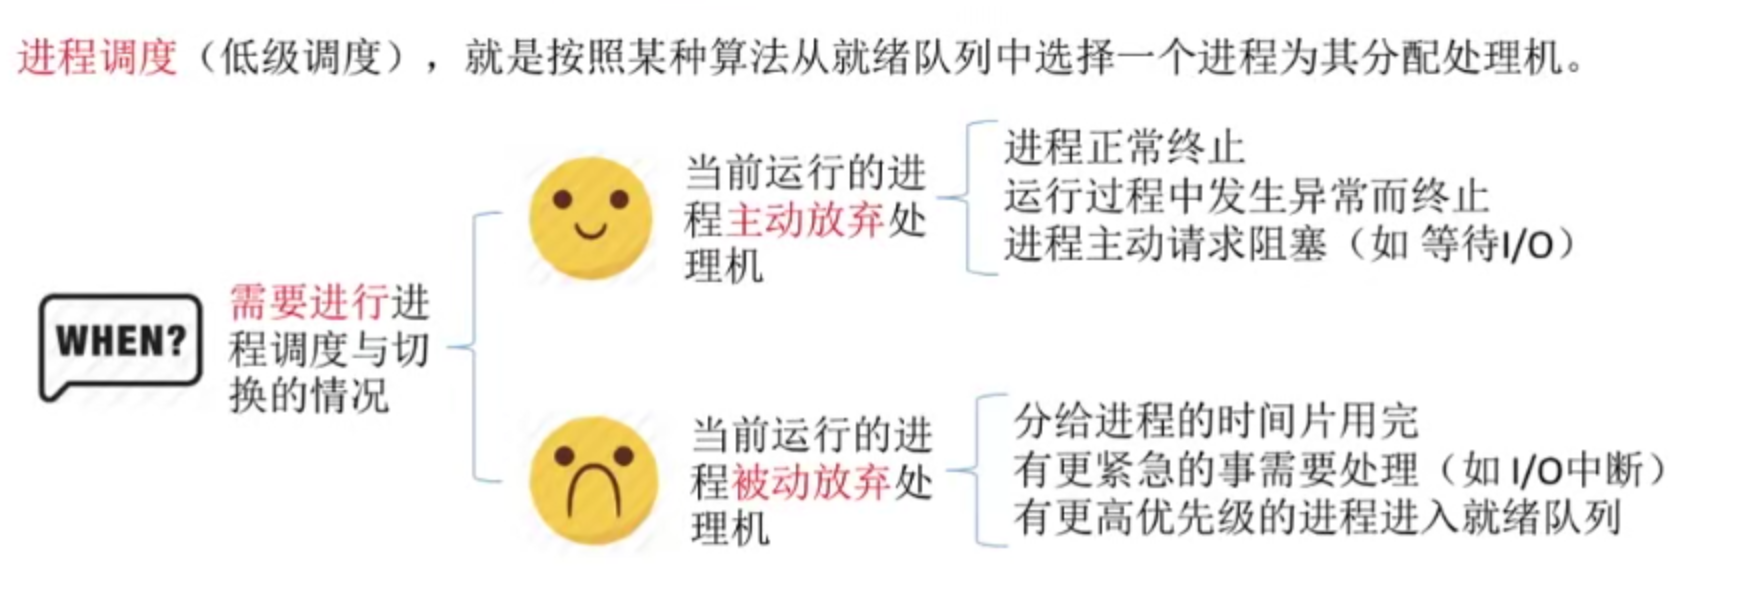 进程调度（低级调度），就是按照某种算法从就绪队列中选择一个进程为其分配处理机。
WHEN?
需要进行进
程调度与切
换的情况
当前运行的进
程主动放弃处
理机
进程正常终止
运行过程中发生异常而终止
进程主动请求阻塞（如 等待I/O）
当前运行的进
程被动放弃处
理机
分给进程的时间片用完
有更紧急的事需要处理（如 I/O中断）
有更高优先级的进程进入就绪队列